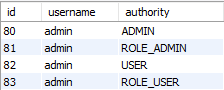 id username authority
80 admin ADMIN
81 admin ROLE_ADMIN
82 admin USER
83 admin ROLE_USER